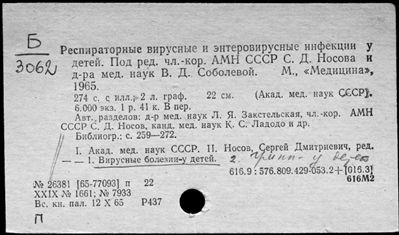 Б
3062
Респираторные вирусные и энтеровирусные инфекции у
детей. Под ред. чл.-кор. АМН СССР С. Д. Носова и
д-ра мед. наук В. Д. Соболевой. М., «Медицина»,
1965.
274 с. с илл.; 2 л. граф. 22 см. (Акад. мед. наук СССР).
6.000 экз. 1 р. 41 к. В пер.
Авт. разделов: д-р мед. наук Л. Я. Закстельская, чл.-кор. АМН
СССР С. Д. Носов, канд. мед. наук К. С. Ладодо и др.
Библиогр.: с. 259—272.
I. Акад. мед. наук СССР. II. Носов, Сергей Дмитриевич, ред.
— — 1. Вирусные болезни—у детей. 2. Грипп - у детей
616.9 : 576.809.429-053.2+[016.3]
616М2
№ 26381 [65-77093] п 22
XXIX № 1661; № 7933
Вс. кн. пал. 12 X 65 Р437
П